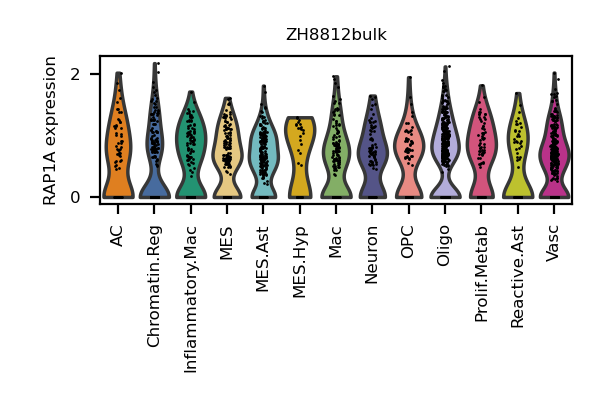 ZH8812bulk
RAP1A expression
2
0
AC
Chromatin.Reg
Inflammatory.Mac
MES
MES.Ast
MES.Hyp
Mac
Neuron
OPC
Oligo
Prolif.Metab
Reactive.Ast
Vasc